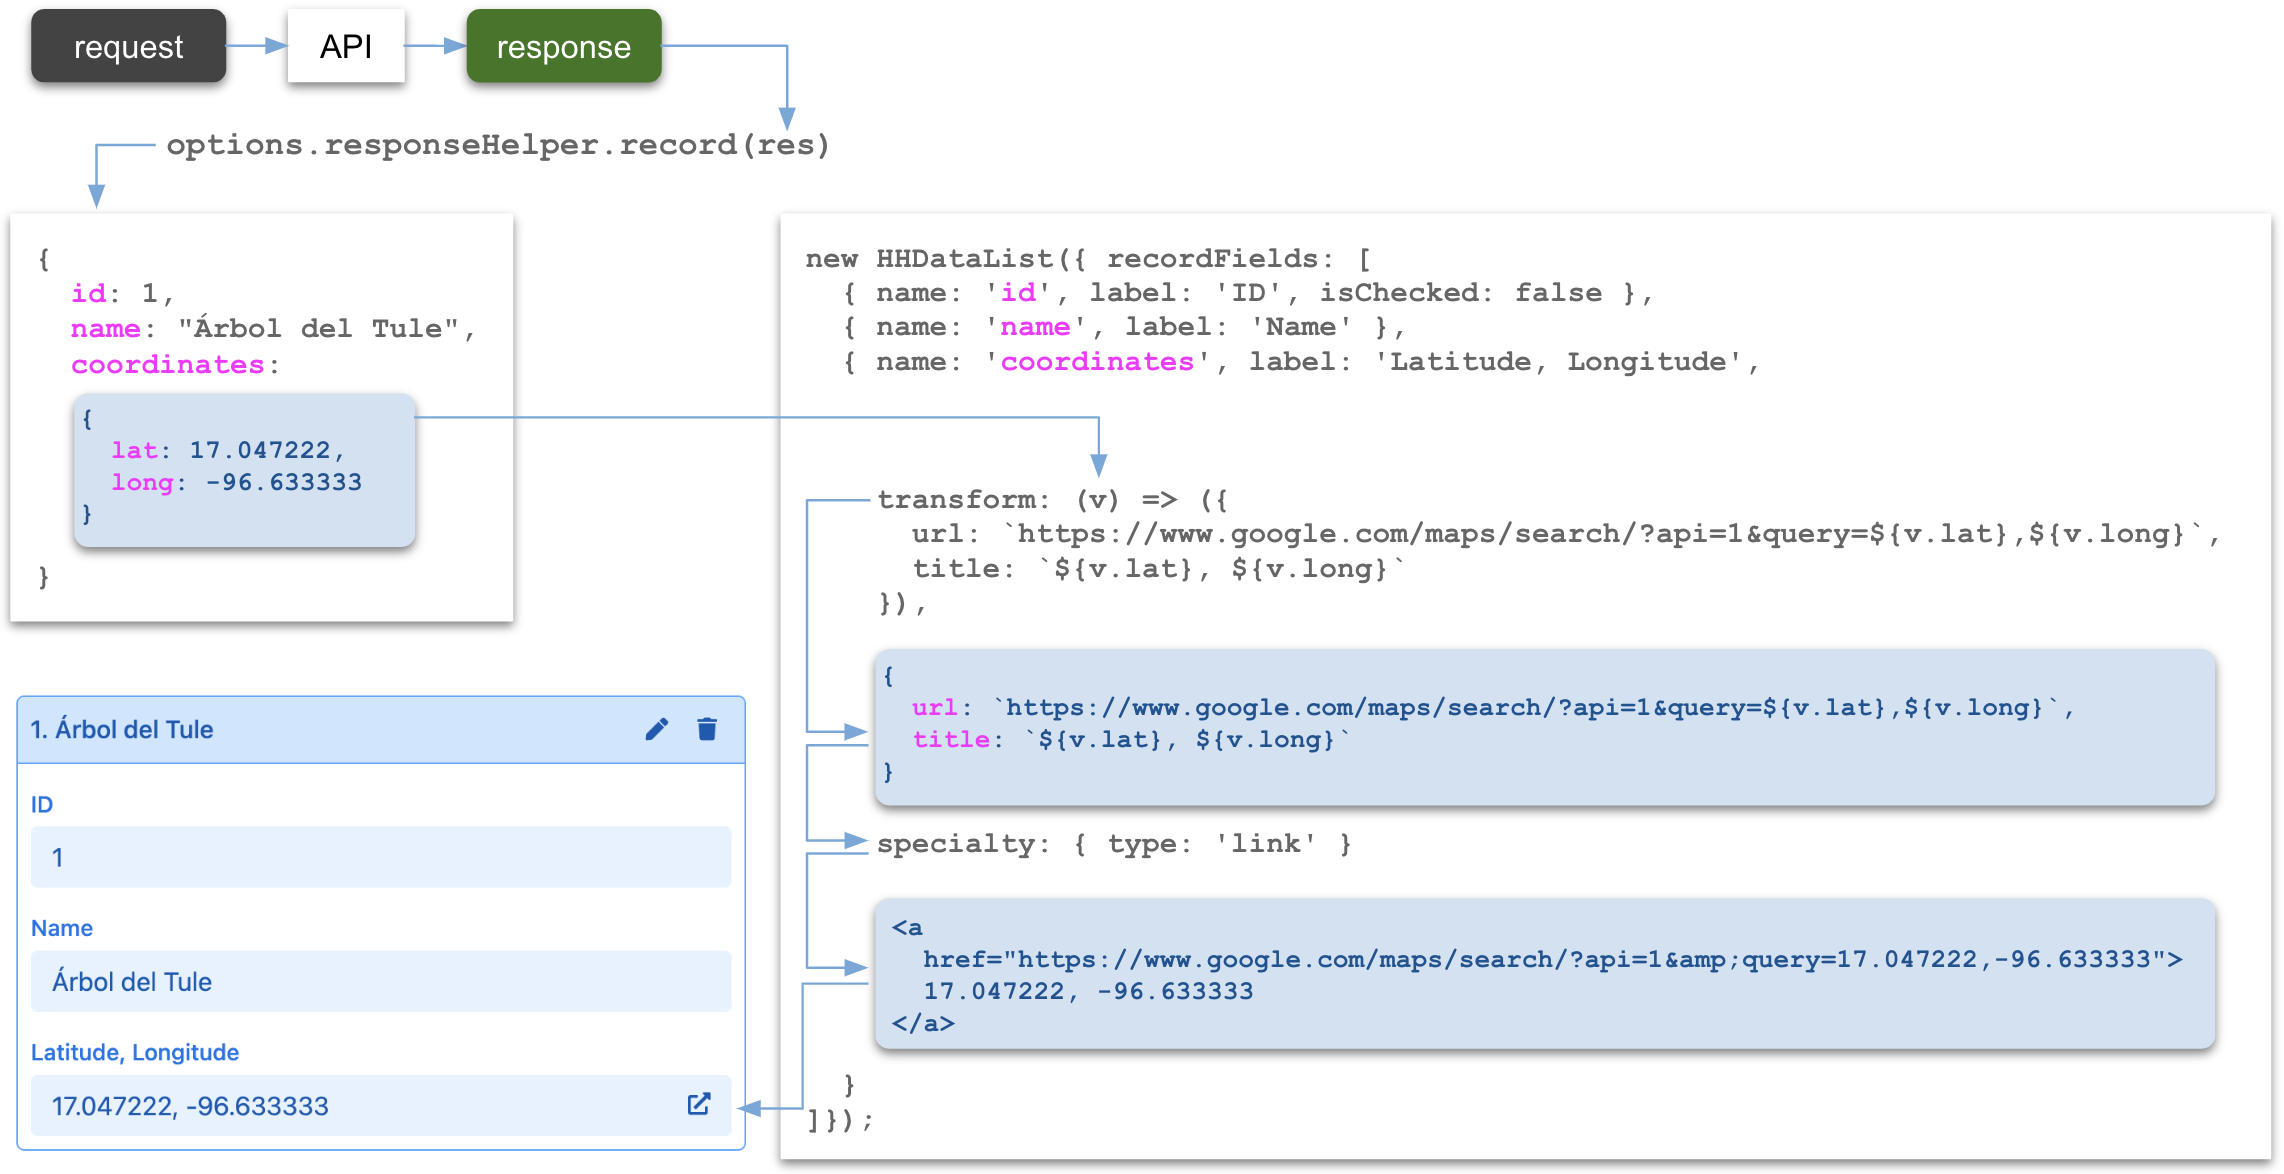 request
API
response
options.responseHelper.record(res)
{
id: 1,
name: "Árbol del Tule",
coordinates:
{
lat: 17.047222,
long: -96.633333
}
}
new HHDataList({ recordFields: [
{ name: 'id', label: 'ID', isChecked: false },
{ name: 'name', label: 'Name' },
{ name: 'coordinates', label: 'Latitude, Longitude',
transform: (v) => ({
url: `https://www.google.com/maps/search/?api=1&query=${v.lat},${v.long}`,
title: `${v.lat}, ${v.long}`
}),
{
url: `https://www.google.com/maps/search/?api=1&query=${v.lat},${v.long}`,
title: `${v.lat}, ${v.long}`
}
specialty: { type: 'link' }
<a
href="https://www.google.com/maps/search/?api=1&amp;query=17.047222,-96.633333">
17.047222, -96.633333
</a>
}
]});
1. Árbol del Tule
ID
1
Name
Árbol del Tule
Latitude, Longitude
17.047222, -96.633333